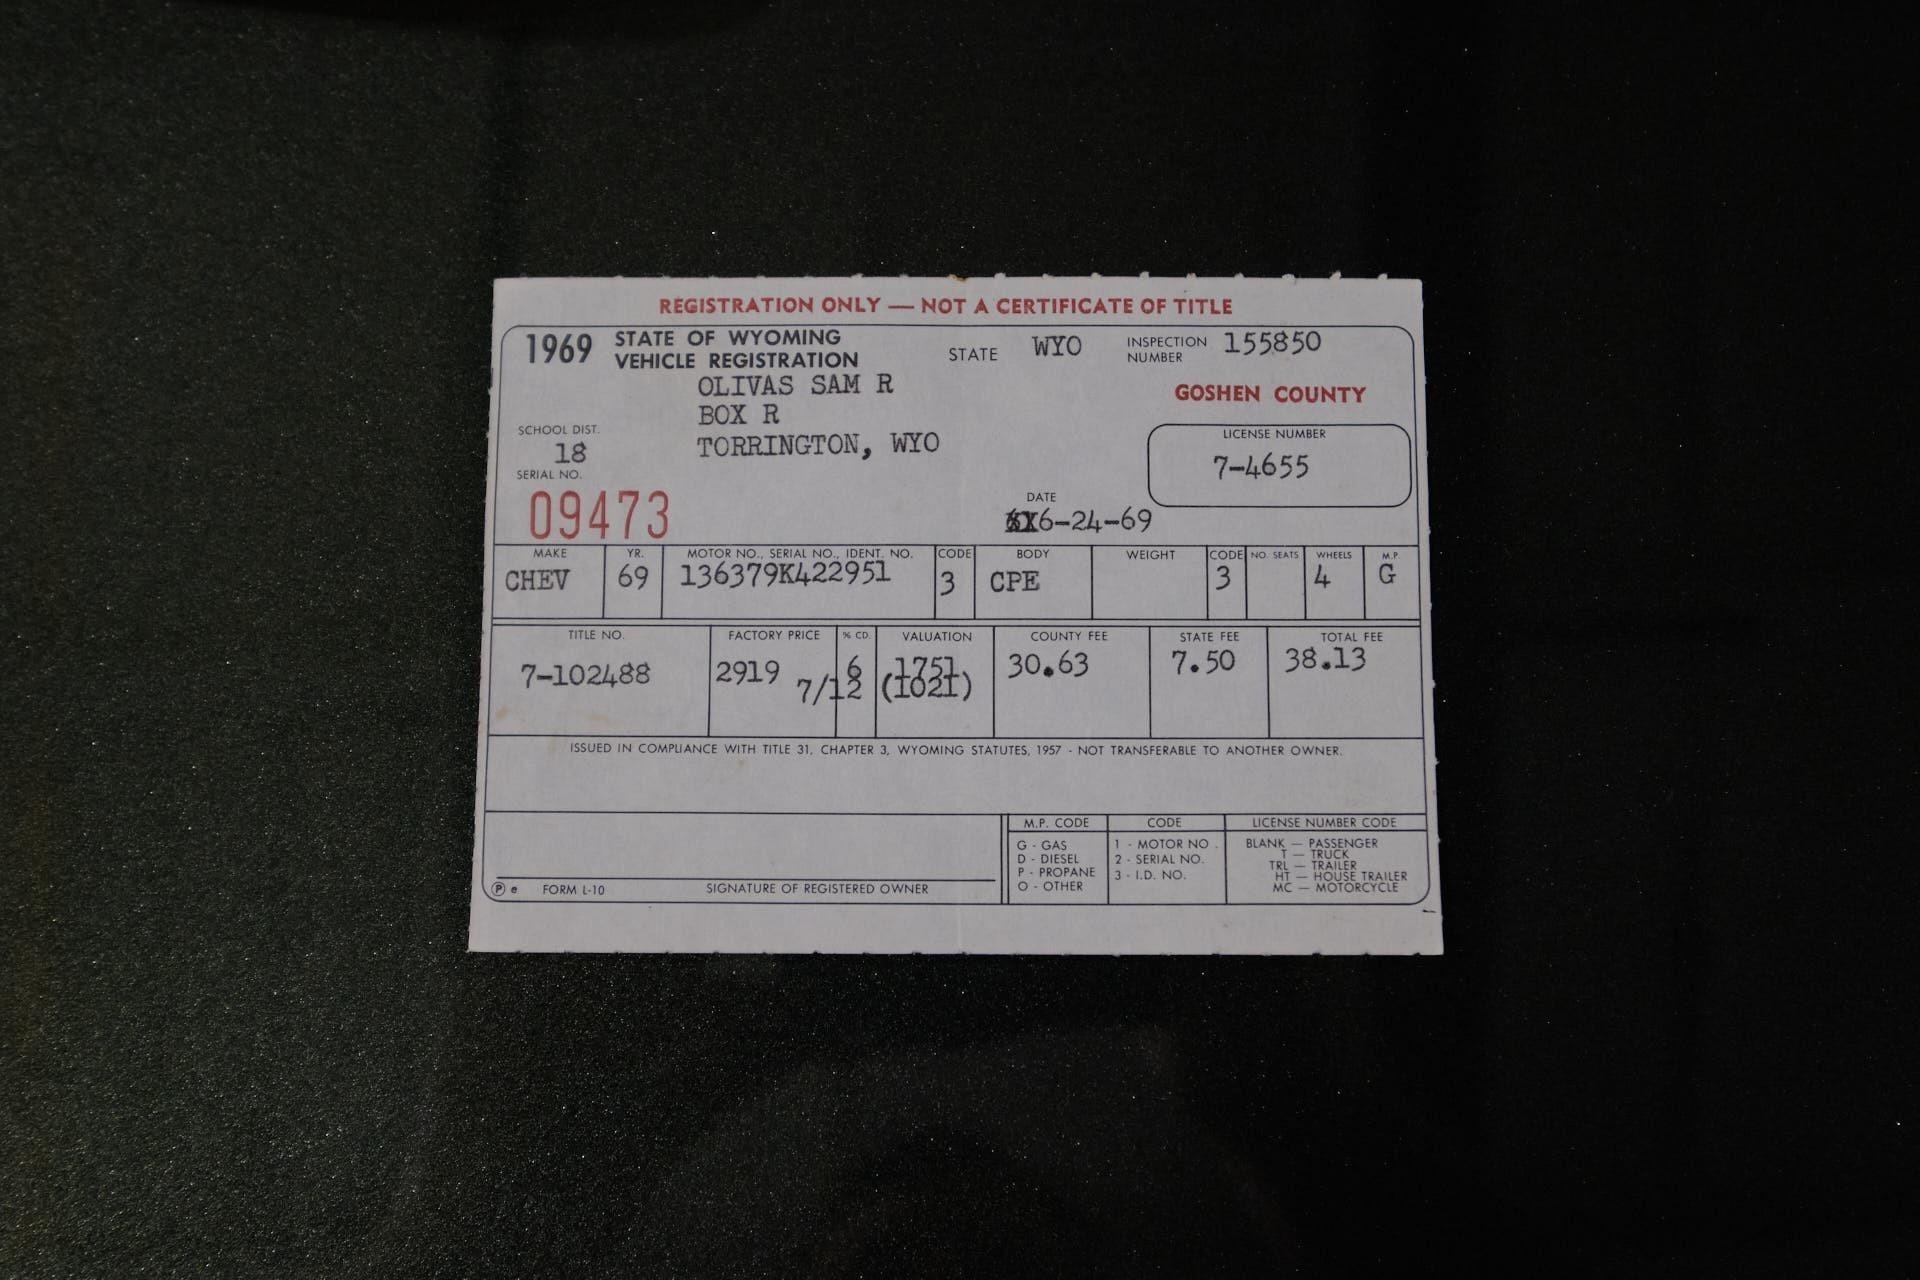 REGISTRATION ONLY — NOT A CERTIFICATE OF TITLE
1969 STATE OF WYOMING
VEHICLE REGISTRATION
STATE WYO
INSPECTION
NUMBER 155850
OLIVAS SAM R
BOX R
TORRINGTON, WYO
GOSHEN COUNTY
SCHOOL DIST.
18
LICENSE NUMBER
7-4655
SERIAL NO.
09473
DATE
6-24-69
MAKE YR. MOTOR NO., SERIAL NO., IDENT. NO. CODE BODY WEIGHT CODE NO. SEATS WHEELS M.P.
CHEV 69 136379K422951 3 CPE 3 4 G
TITLE NO. FACTORY PRICE % CD. VALUATION COUNTY FEE STATE FEE TOTAL FEE
7-102488 2919 6 1751 30.63 7.50 38.13
7/12 (1021)
ISSUED IN COMPLIANCE WITH TITLE 31, CHAPTER 3, WYOMING STATUTES, 1957 - NOT TRANSFERABLE TO ANOTHER OWNER.
M.P. CODE CODE LICENSE NUMBER CODE
G - GAS 1 - MOTOR NO. BLANK — PASSENGER
D - DIESEL 2 - SERIAL NO. T — TRUCK
P - PROPANE 3 - I.D. NO. TRL — TRAILER
O - OTHER HT — HOUSE TRAILER
MC — MOTORCYCLE
Ⓟ e FORM L-10 SIGNATURE OF REGISTERED OWNER